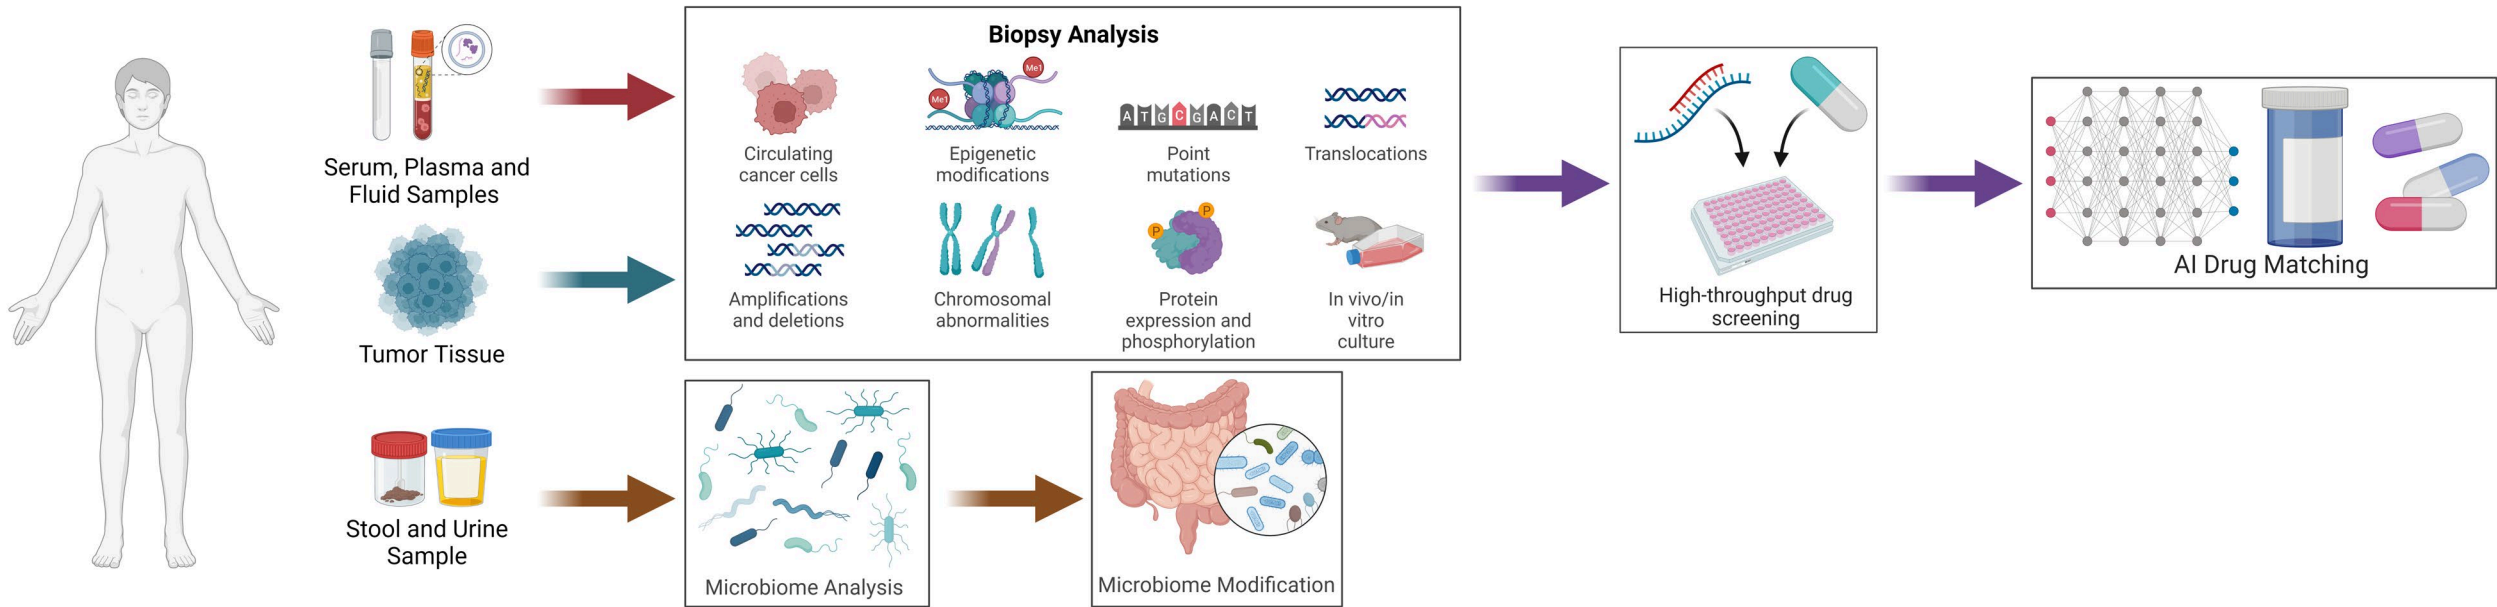 Biopsy Analysis
Me1
Me1
A T G C G A C T
Circulating
cancer cells
Epigenetic
modifications
Point
mutations
Translocations
P
P
Amplifications
and deletions
Chromosomal
abnormalities
Protein
expression and
phosphorylation
In vivo/in
vitro
culture
Serum, Plasma and
Fluid Samples
Tumor Tissue
Stool and Urine
Sample
Microbiome Analysis
Microbiome Modification
High-throughput drug
screening
AI Drug Matching